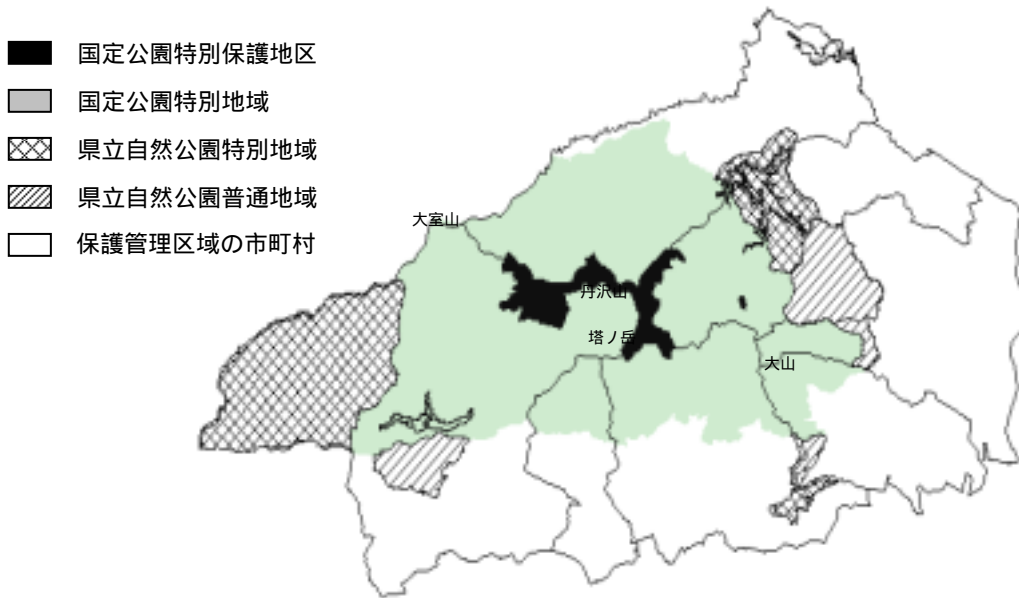 国定公園特別保護地区
国定公園特別地域
県立自然公園特別地域
県立自然公園普通地域
保護管理区域の市町村
大室山
丹沢山
塔ノ岳
大山